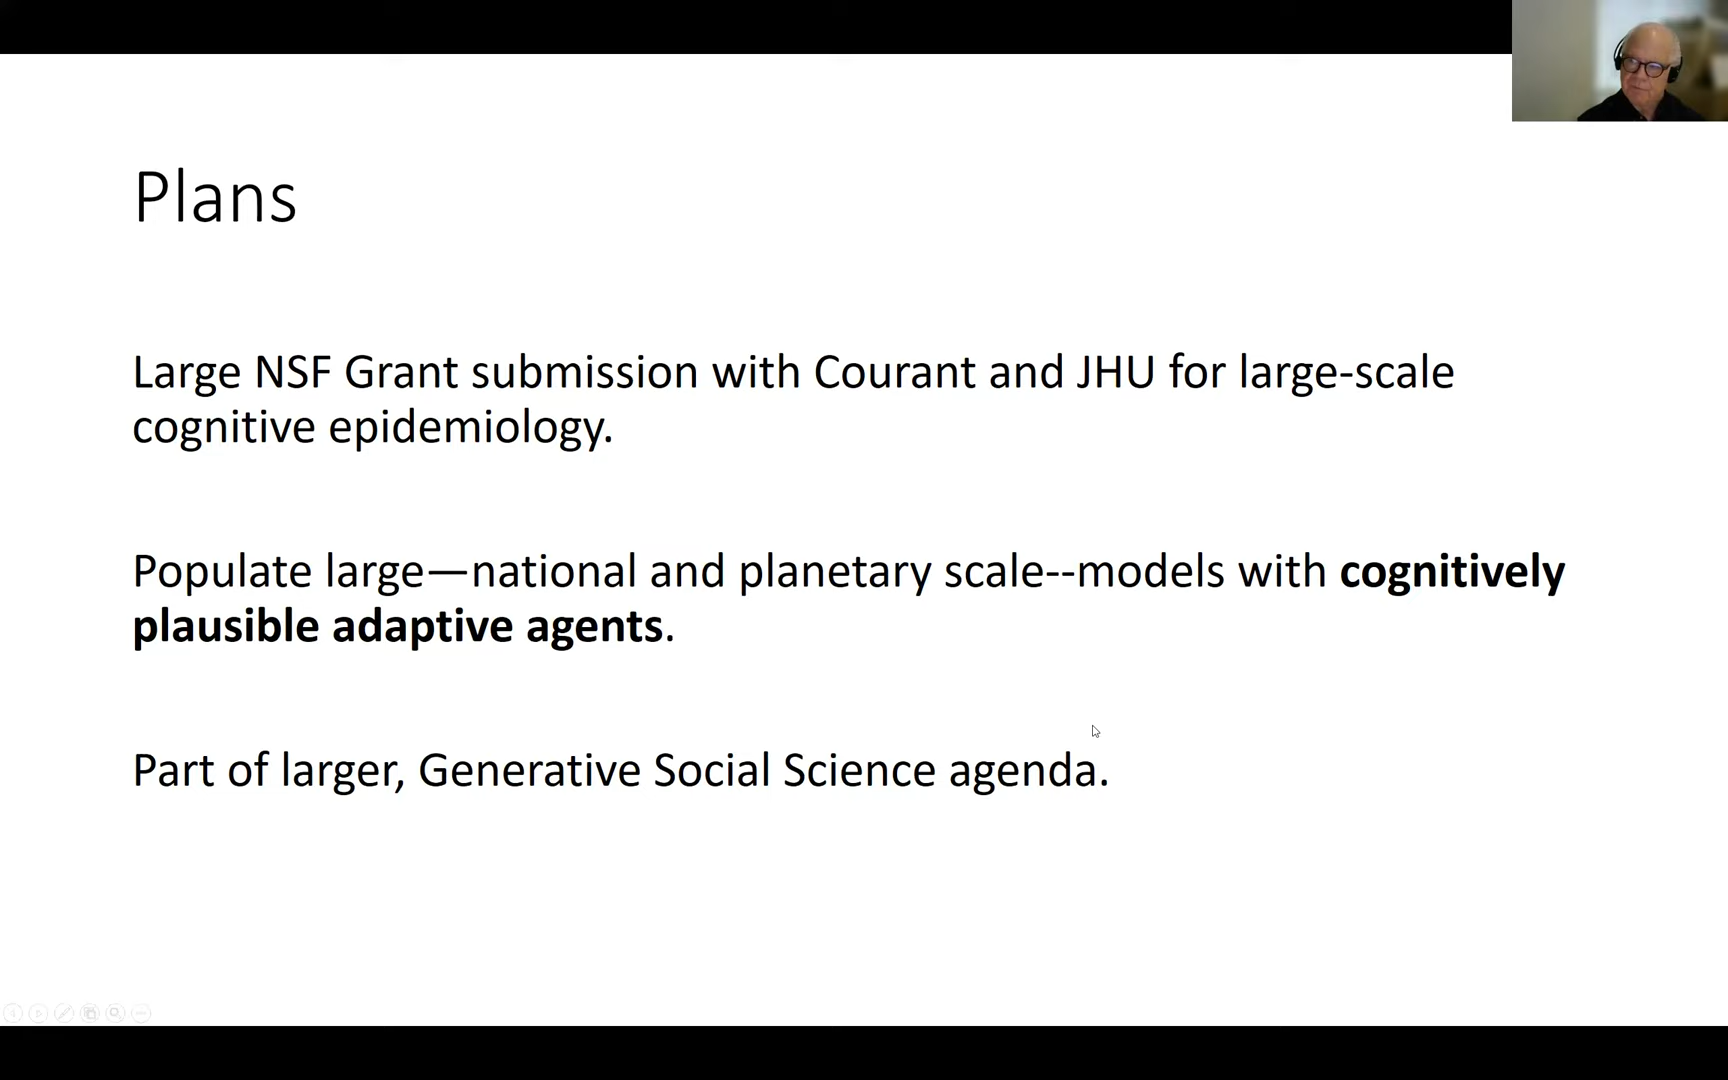 Plans
Large NSF Grant submission with Courant and JHU for large-scale
cognitive epidemiology.
Populate large—national and planetary scale--models with cognitively
plausible adaptive agents.
Part of larger, Generative Social Science agenda.